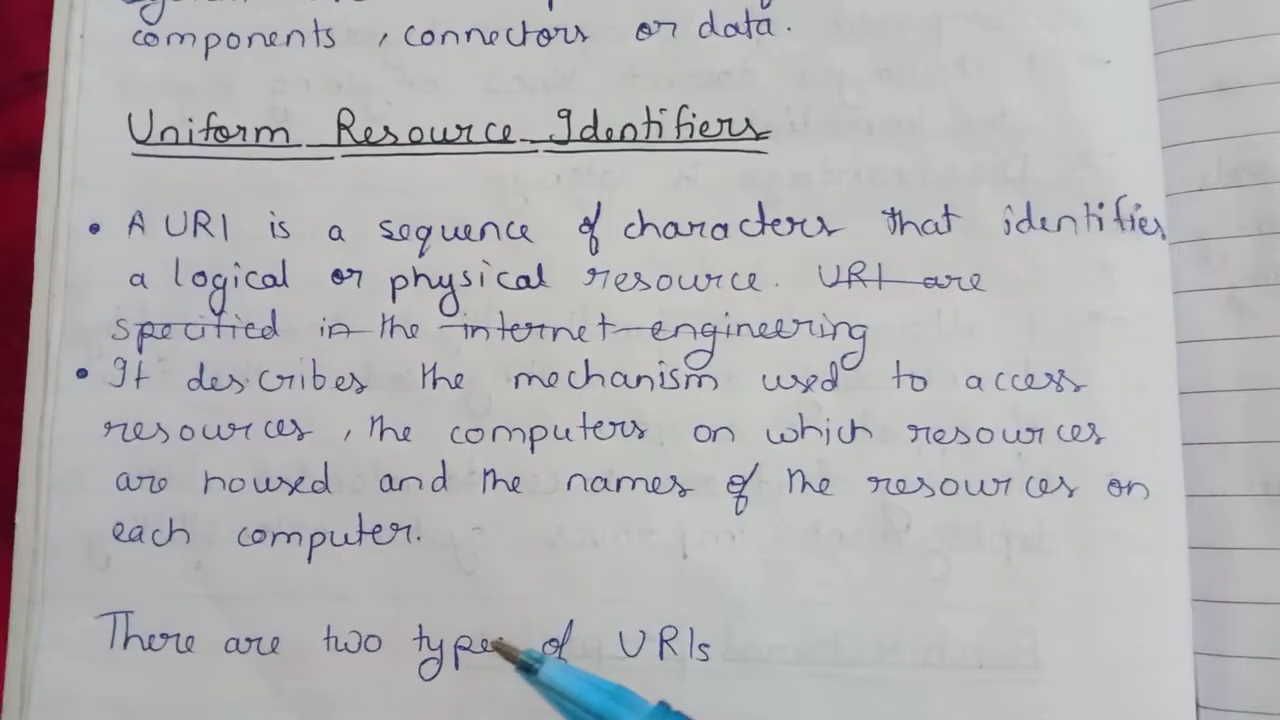 components, connectors or data.
Uniform Resource Identifiers
• A URI is a sequence of characters that identifies
a logical or physical resource. URI are
specified in the internet engineering
• It describes the mechanism used to access
resources, the computers on which resources
are housed and the names of the resources on
each computer.
There are two types of URIs